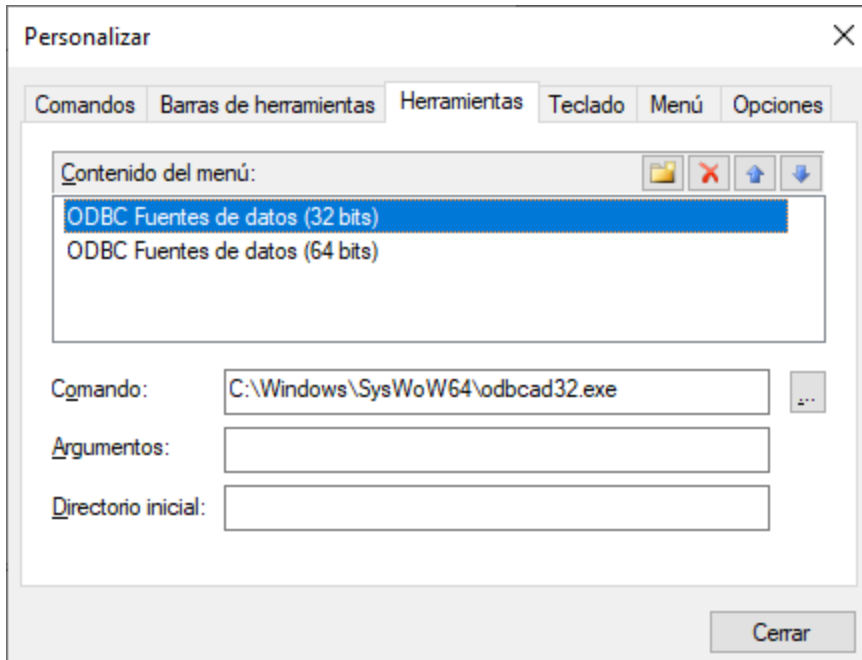 Personalizar
Comandos Barras de herramientas Herramientas Teclado Menú Opciones
Contenido del menú:
ODBC Fuentes de datos (32 bits)
ODBC Fuentes de datos (64 bits)
Comando: C:\Windows\SysWoW64\odbcad32.exe ...
Argumentos:
Directorio inicial:
Cerrar